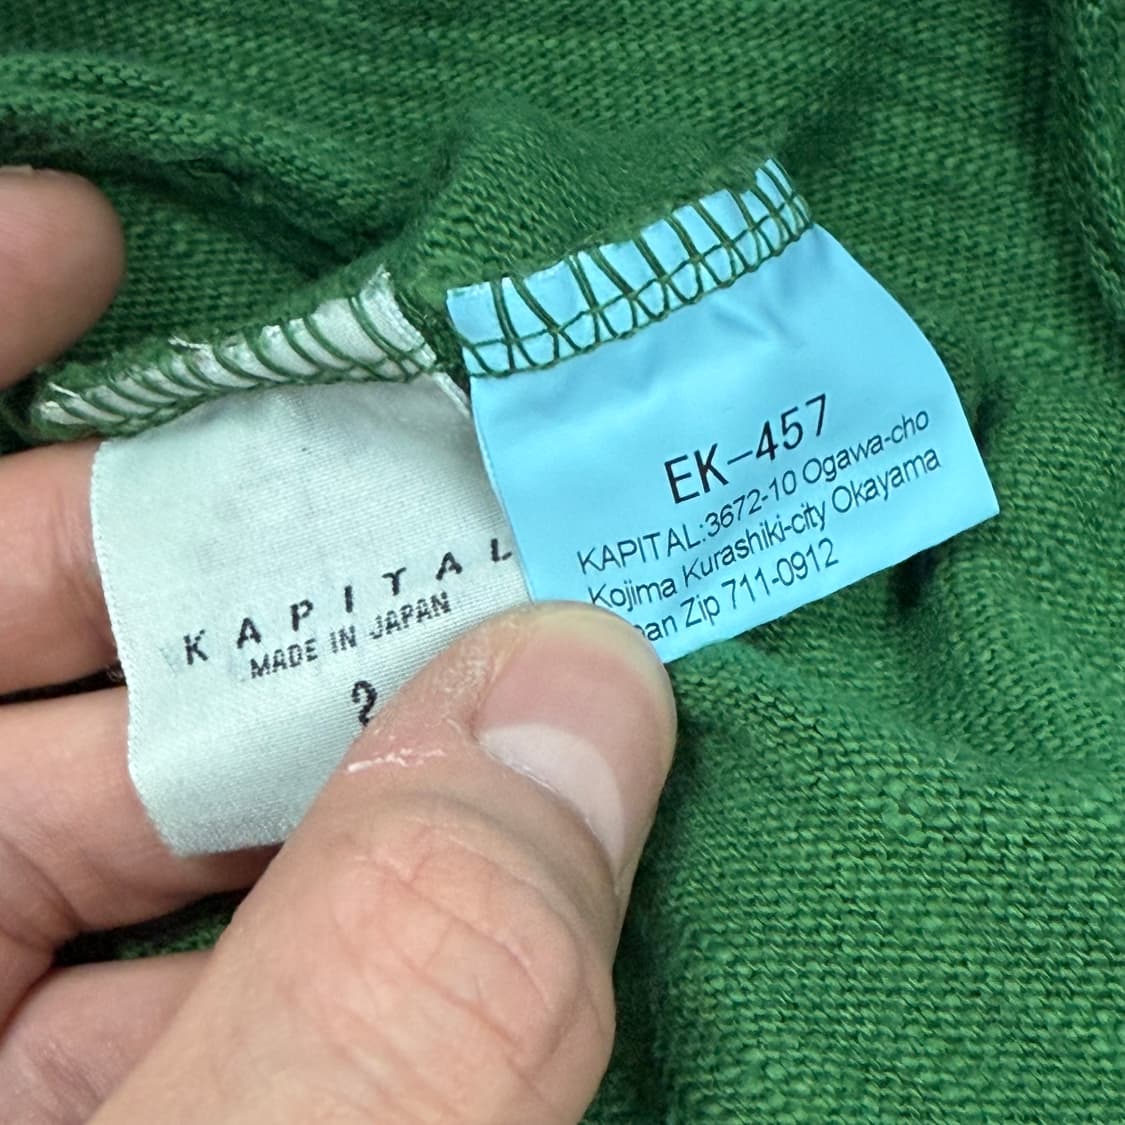 KAPITAL
MADE IN JAPAN
2
EK-457
KAPITAL:3672-10 Ogawa-cho
Kojima Kurashiki-city Okayama
Zip 711-0912